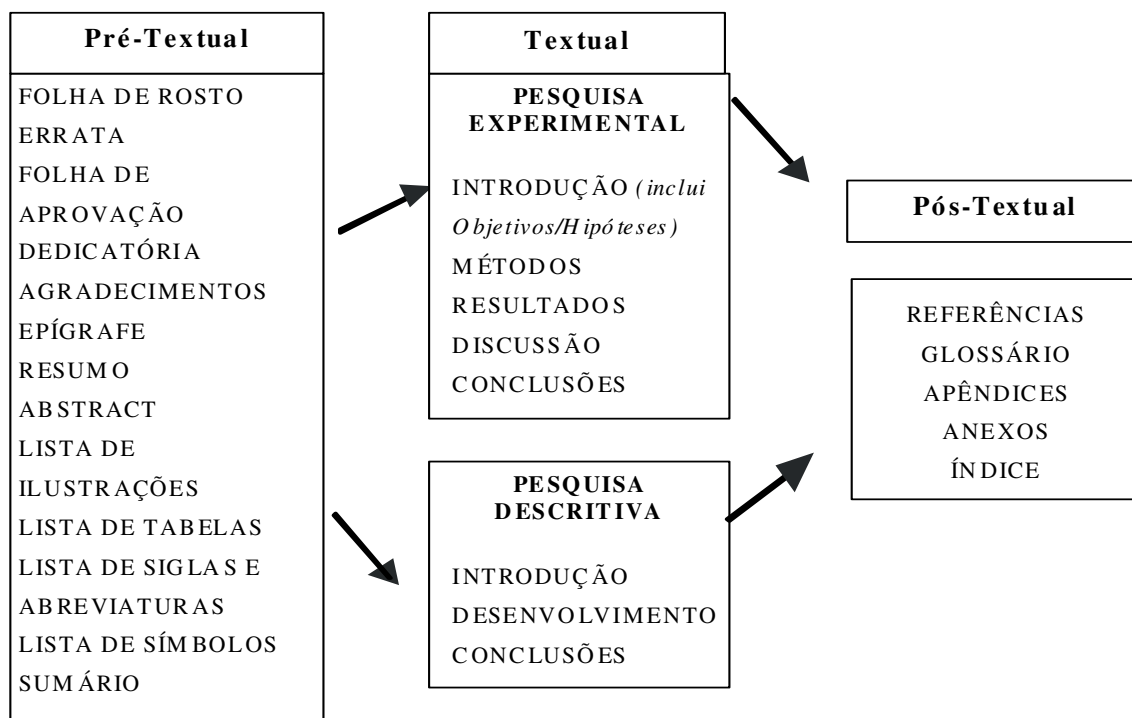 Pré-Textual
FOLHA DE ROSTO
ERRATA
FOLHA DE
APROVAÇÃO
DEDICATÓRIA
AGRADECIMENTOS
EPÍGRAFE
RESUMO
ABSTRACT
LISTA DE
ILUSTRAÇÕES
LISTA DE TABELAS
LISTA DE SIGLAS E
ABREVIATURAS
LISTA DE SÍMBOLOS
SUMÁRIO
Textual
PESQUISA
EXPERIMENTAL
INTRODUÇÃO (inclui
Objetivos/Hipóteses)
MÉTODOS
RESULTADOS
DISCUSSÃO
CONCLUSÕES
PESQUISA
DESCRITIVA
INTRODUÇÃO
DESENVOLVIMENTO
CONCLUSÕES
Pós-Textual
REFERÊNCIAS
GLOSSÁRIO
APÊNDICES
ANEXOS
ÍNDICE